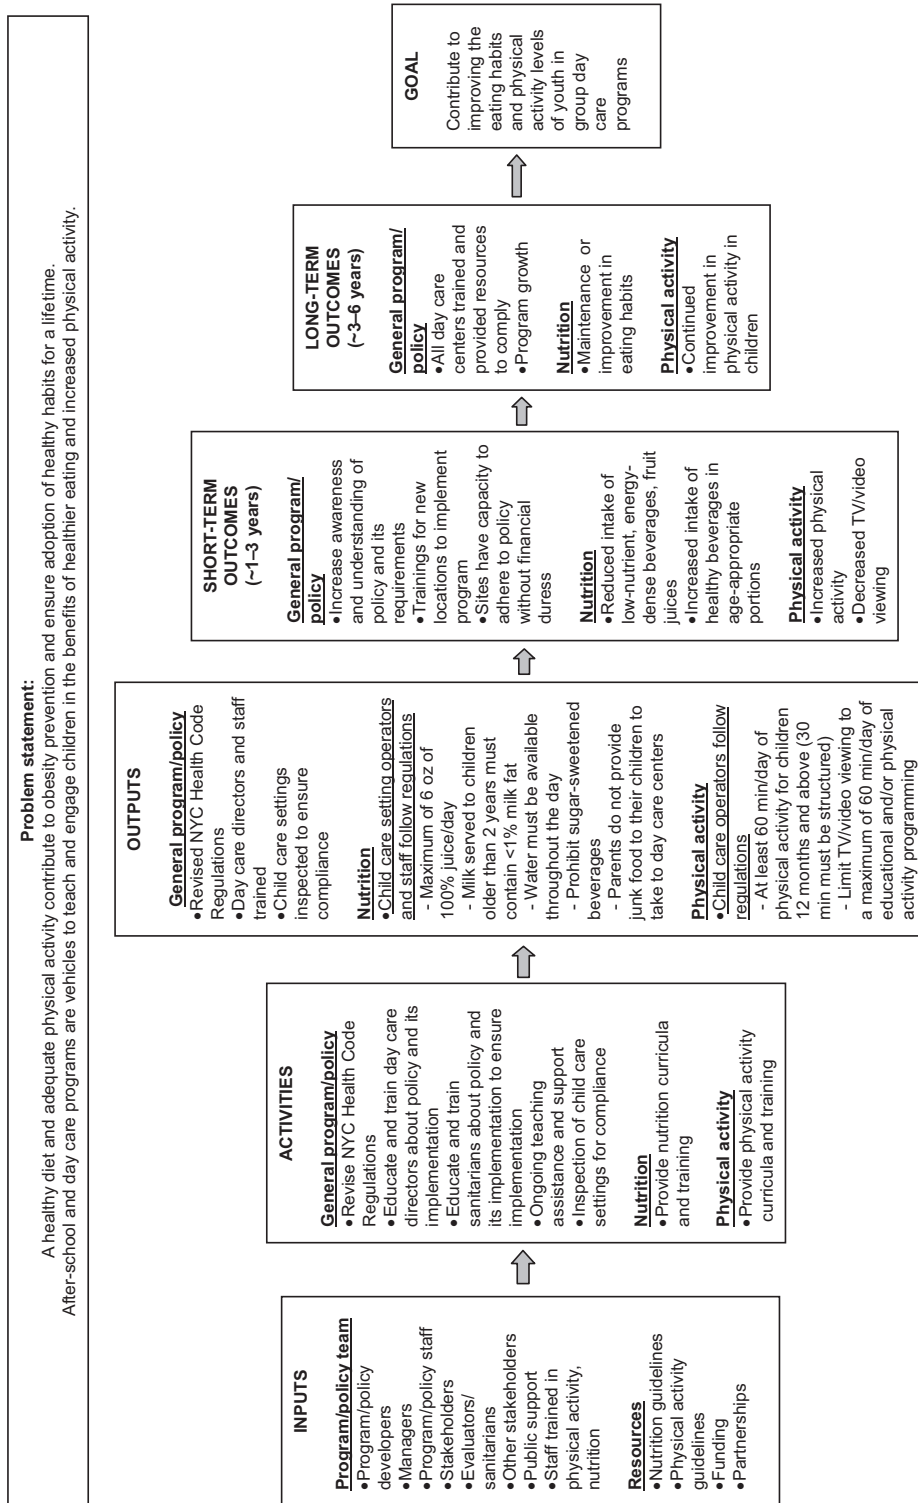 Problem statement:
A healthy diet and adequate physical activity contribute to obesity prevention and ensure adoption of healthy habits for a lifetime.
After-school and day care programs are vehicles to teach and engage children in the benefits of healthier eating and increased physical activity.
INPUTS
Program/policy team
•Program/policy
developers
•Managers
•Program/policy staff
•Stakeholders
•Evaluators/
sanitarians
•Other stakeholders
•Public support
•Staff trained in
physical activity,
nutrition
Resources
•Nutrition guidelines
•Physical activity
guidelines
•Funding
•Partnerships
ACTIVITIES
General program/policy
•Revise NYC Health Code
Regulations
•Educate and train day care
directors about policy and its
implementation
•Educate and train
sanitarians about policy and
its implementation to ensure
implementation
•Ongoing teaching
assistance and support
•Inspection of child care
settings for compliance
Nutrition
•Provide nutrition curricula
and training
Physical activity
•Provide physical activity
curricula and training
OUTPUTS
General program/policy
•Revised NYC Health Code
Regulations
•Day care directors and staff
trained
•Child care settings
inspected to ensure
compliance
Nutrition
•Child care setting operators
and staff follow regulations
- Maximum of 6 oz of
100% juice/day
- Milk served to children
older than 2 years must
contain <1% milk fat
- Water must be available
throughout the day
- Prohibit sugar-sweetened
beverages
- Parents do not provide
junk food to their children to
take to day care centers
Physical activity
•Child care operators follow
regulations
- At least 60 min/day of
physical activity for children
12 months and above (30
min must be structured)
- Limit TV/video viewing to
a maximum of 60 min/day of
educational and/or physical
activity programming
SHORT-TERM
OUTCOMES
(~1–3 years)
General program/
policy
•Increase awareness
and understanding of
policy and its
requirements
•Trainings for new
locations to implement
program
•Sites have capacity to
adhere to policy
without financial
duress
Nutrition
•Reduced intake of
low-nutrient, energy-
dense beverages, fruit
juices
•Increased intake of
healthy beverages in
age-appropriate
portions
Physical activity
•Increased physical
activity
•Decreased TV/video
viewing
LONG-TERM
OUTCOMES
(~3–6 years)
General program/
policy
•All day care
centers trained and
provided resources
to comply
•Program growth
Nutrition
•Maintenance or
improvement in
eating habits
Physical activity
•Continued
improvement in
physical activity in
children
GOAL
Contribute to
improving the
eating habits
and physical
activity levels
of youth in
group day
care
programs